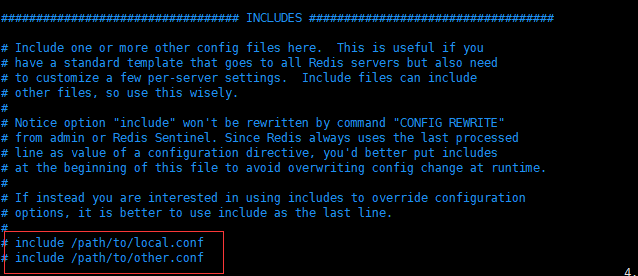 ################################## INCLUDES ###################################

# Include one or more other config files here.  This is useful if you
# have a standard template that goes to all Redis servers but also need
# to customize a few per-server settings.  Include files can include
# other files, so use this wisely.
#
# Notice option "include" won't be rewritten by command "CONFIG REWRITE"
# from admin or Redis Sentinel. Since Redis always uses the last processed
# line as value of a configuration directive, you'd better put includes
# at the beginning of this file to avoid overwriting config change at runtime.
#
# If instead you are interested in using includes to override configuration
# options, it is better to use include as the last line.
#
# include /path/to/local.conf
# include /path/to/other.conf
4.